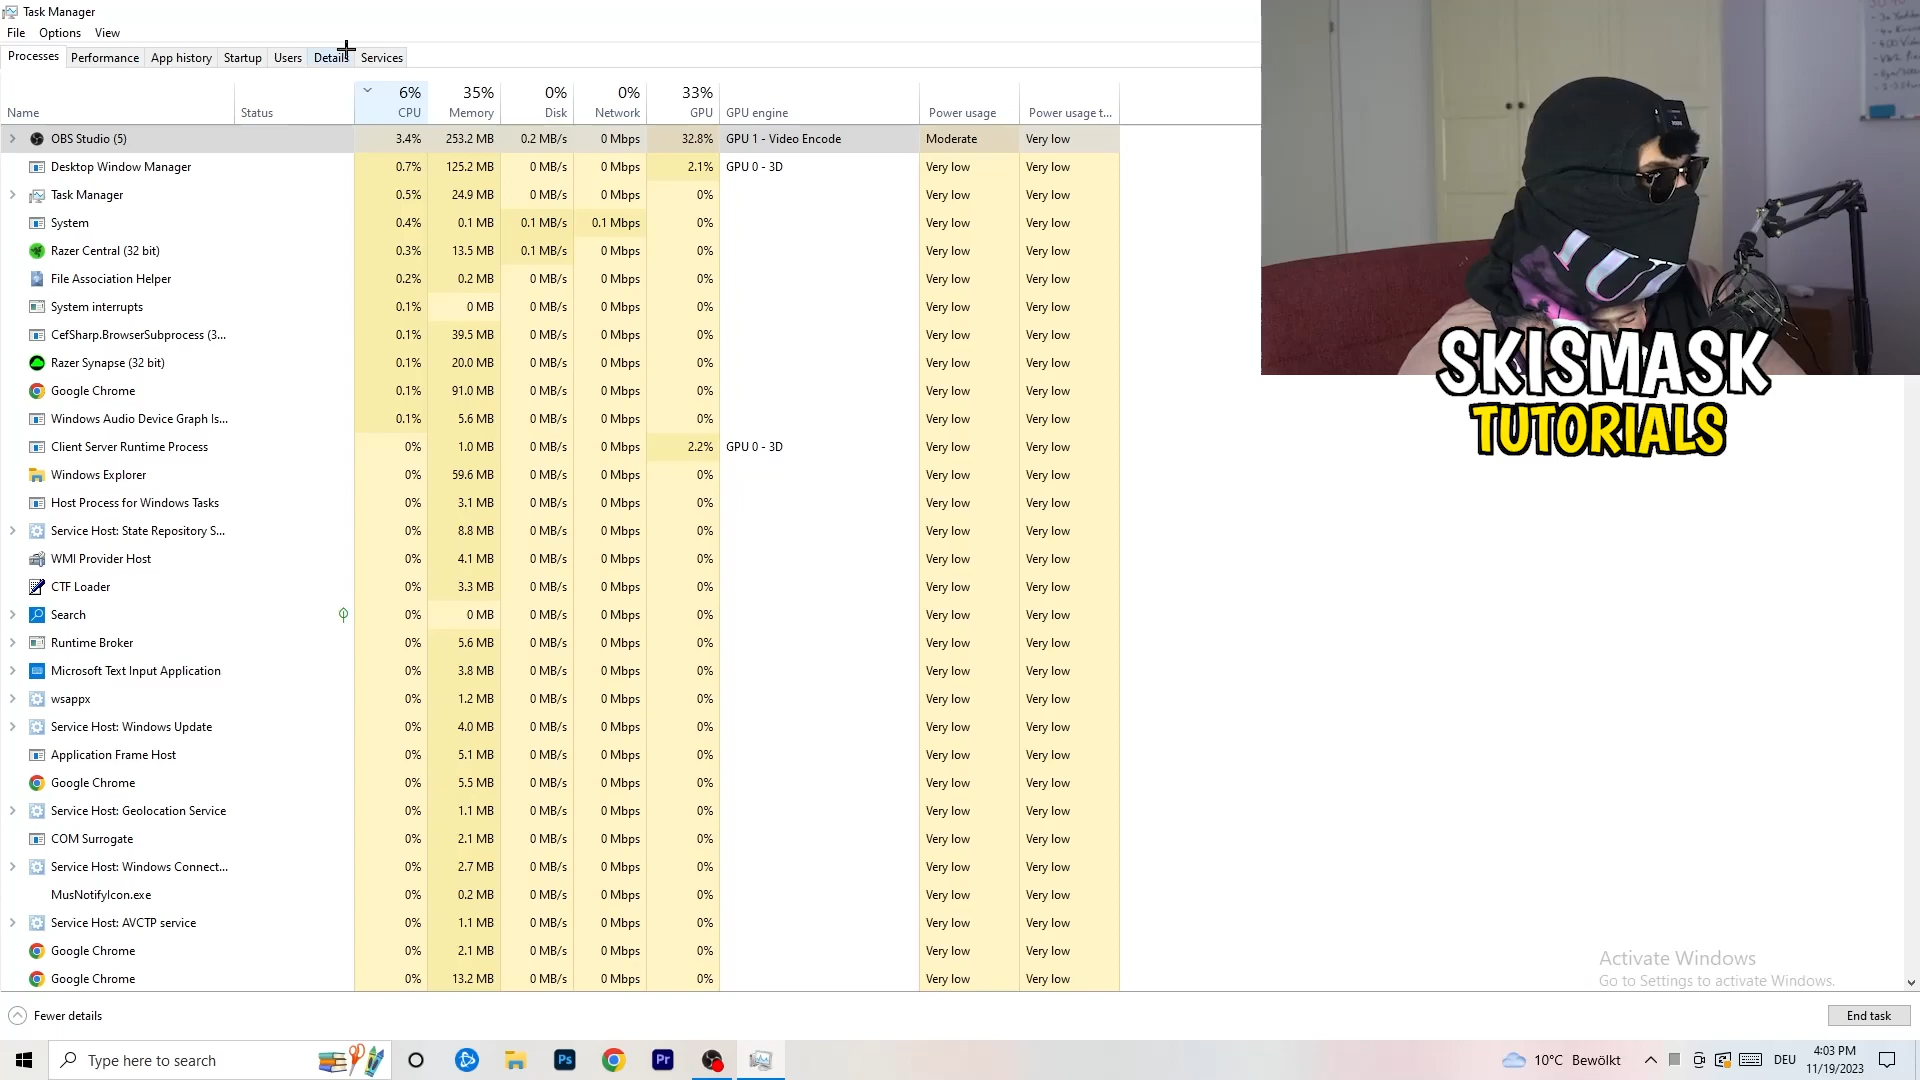 Task Manager
File Options View
Processes Performance App history Startup Users Details Services
6% 35% 0% 0% 33%
Name Status CPU Memory Disk Network GPU GPU engine Power usage Power usage t...
OBS Studio (5) 3.4% 253.2 MB 0.2 MB/s 0 Mbps 32.8% GPU 1 - Video Encode Moderate Very low
Desktop Window Manager 0.7% 125.2 MB 0 MB/s 0 Mbps 2.1% GPU 0 - 3D Very low Very low
Task Manager 0.5% 24.9 MB 0 MB/s 0 Mbps 0% Very low Very low
System 0.4% 0.1 MB 0.1 MB/s 0.1 Mbps 0% Very low Very low
Razer Central (32 bit) 0.3% 13.5 MB 0.1 MB/s 0 Mbps 0% Very low Very low
File Association Helper 0.2% 0.2 MB 0 MB/s 0 Mbps 0% Very low Very low
System interrupts 0.1% 0 MB 0 MB/s 0 Mbps 0% Very low Very low
CefSharp.BrowserSubprocess (3... 0.1% 39.5 MB 0 MB/s 0 Mbps 0% Very low Very low
Razer Synapse (32 bit) 0.1% 20.0 MB 0 MB/s 0 Mbps 0% Very low Very low
Google Chrome 0.1% 91.0 MB 0 MB/s 0 Mbps 0% Very low Very low
Windows Audio Device Graph Is... 0.1% 5.6 MB 0 MB/s 0 Mbps 0% Very low Very low
Client Server Runtime Process 0% 1.0 MB 0 MB/s 0 Mbps 2.2% GPU 0 - 3D Very low Very low
Windows Explorer 0% 59.6 MB 0 MB/s 0 Mbps 0% Very low Very low
Host Process for Windows Tasks 0% 3.1 MB 0 MB/s 0 Mbps 0% Very low Very low
Service Host: State Repository S... 0% 8.8 MB 0 MB/s 0 Mbps 0% Very low Very low
WMI Provider Host 0% 4.1 MB 0 MB/s 0 Mbps 0% Very low Very low
CTF Loader 0% 3.3 MB 0 MB/s 0 Mbps 0% Very low Very low
Search 0% 0 MB 0 MB/s 0 Mbps 0% Very low Very low
Runtime Broker 0% 5.6 MB 0 MB/s 0 Mbps 0% Very low Very low
Microsoft Text Input Application 0% 3.8 MB 0 MB/s 0 Mbps 0% Very low Very low
wsappx 0% 1.2 MB 0 MB/s 0 Mbps 0% Very low Very low
Service Host: Windows Update 0% 4.0 MB 0 MB/s 0 Mbps 0% Very low Very low
Application Frame Host 0% 5.1 MB 0 MB/s 0 Mbps 0% Very low Very low
Google Chrome 0% 5.5 MB 0 MB/s 0 Mbps 0% Very low Very low
Service Host: Geolocation Service 0% 1.1 MB 0 MB/s 0 Mbps 0% Very low Very low
COM Surrogate 0% 2.1 MB 0 MB/s 0 Mbps 0% Very low Very low
Service Host: Windows Connect... 0% 2.7 MB 0 MB/s 0 Mbps 0% Very low Very low
MusNotifyIcon.exe 0% 0.2 MB 0 MB/s 0 Mbps 0% Very low Very low
Service Host: AVCTP service 0% 1.1 MB 0 MB/s 0 Mbps 0% Very low Very low
Google Chrome 0% 2.1 MB 0 MB/s 0 Mbps 0% Very low Very low
Google Chrome 0% 13.2 MB 0 MB/s 0 Mbps 0% Very low Very low
SKISMASK
TUTORIALS
Activate Windows
Go to Settings to activate Windows.
Fewer details End task
Type here to search Ps Pr 10°C Bewölkt DEU 4:03 PM
11/19/2023